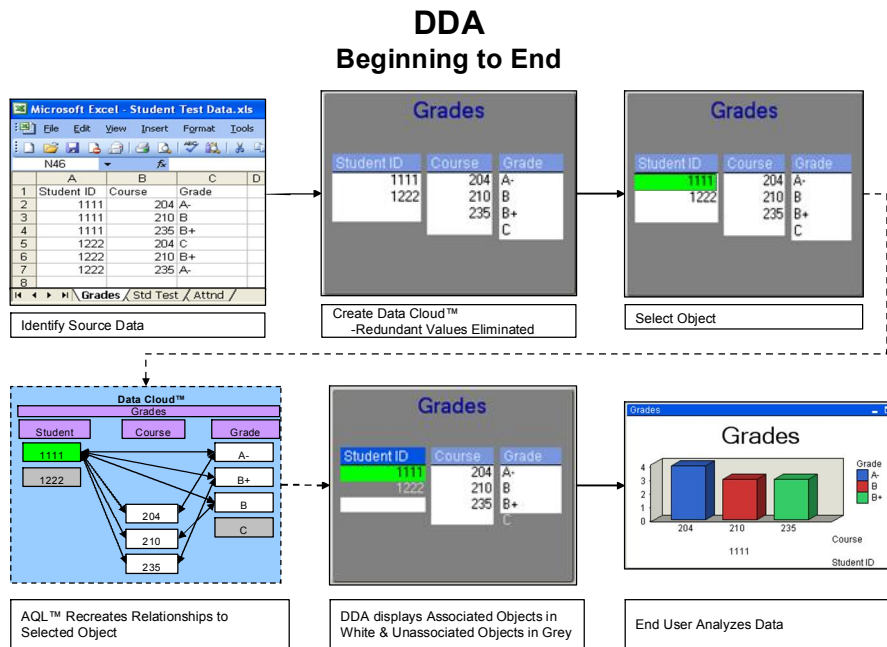 DDA
Beginning to End
Microsoft Excel - Student Test Data.xls
File Edit View Insert Format Tools
N46 fx
A B C D
1 Student ID Course Grade
2 1111 204 A-
3 1111 210 B
4 1111 235 B+
5 1222 204 C
6 1222 210 B+
7 1222 235 A-
8
Grades / Std Test / Attnd /
Identify Source Data
Grades
Student ID Course Grade
1111 204 A-
1222 210 B
235 B+
C
Create Data Cloud™
-Redundant Values Eliminated
Grades
Student ID Course Grade
1111 204 A-
1222 210 B
235 B+
C
Select Object
Data Cloud™
Grades
Student Course Grade
1111 A-
1222 B+
204 B
210 C
235
AQL™ Recreates Relationships to
Selected Object
Grades
Student ID Course Grade
1111 204 A-
1222 210 B
235 B+
C
DDA displays Associated Objects in
White & Unassociated Objects in Grey
Grades
Grades
4
3
2
1
0
204 210 235
1111
Course
Student ID
Grade
A-
B
B+
End User Analyzes Data